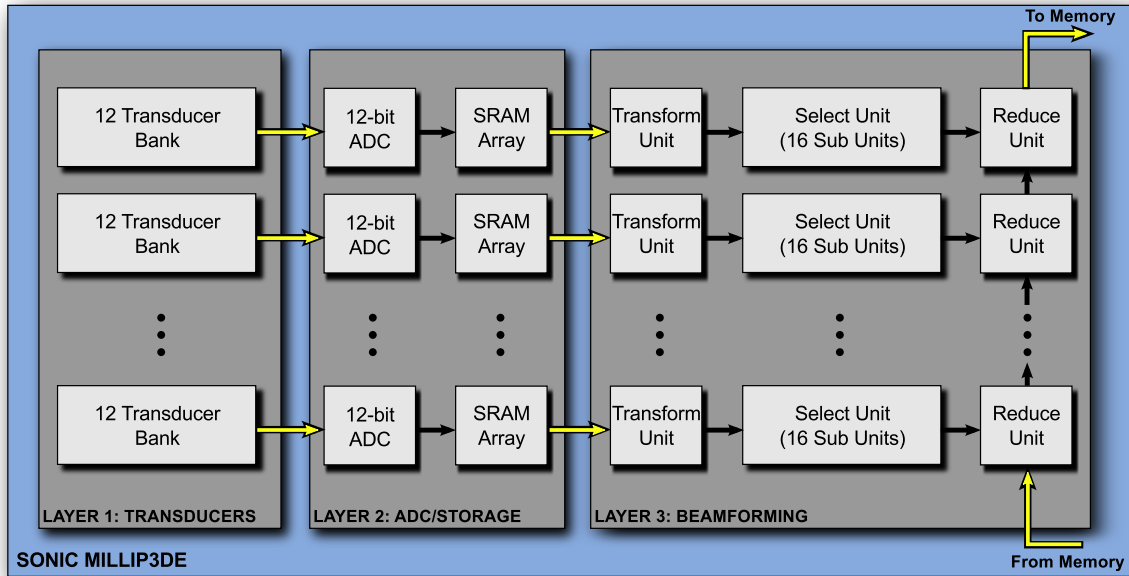 To Memory
12 Transducer
Bank
12-bit
ADC
SRAM
Array
Transform
Unit
Select Unit
(16 Sub Units)
Reduce
Unit
12 Transducer
Bank
12-bit
ADC
SRAM
Array
Transform
Unit
Select Unit
(16 Sub Units)
Reduce
Unit
12 Transducer
Bank
12-bit
ADC
SRAM
Array
Transform
Unit
Select Unit
(16 Sub Units)
Reduce
Unit
LAYER 1: TRANSDUCERS
LAYER 2: ADC/STORAGE
LAYER 3: BEAMFORMING
SONIC MILLIP3DE
From Memory